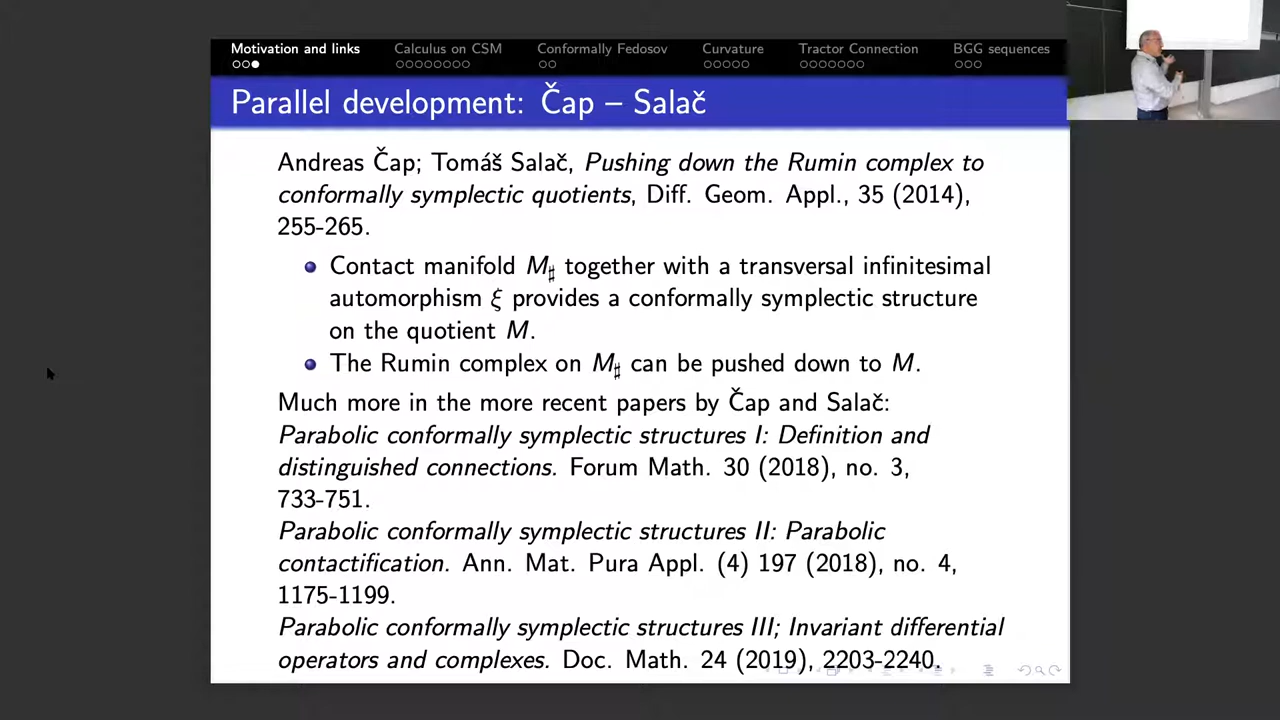 Motivation and links Calculus on CSM Conformally Fedosov Curvature Tractor Connection BGG sequences
Parallel development: Čap – Salač
Andreas Čap; Tomáš Salač, Pushing down the Rumin complex to
conformally symplectic quotients, Diff. Geom. Appl., 35 (2014),
255-265.
Contact manifold M♯ together with a transversal infinitesimal
automorphism ξ provides a conformally symplectic structure
on the quotient M.
The Rumin complex on M♯ can be pushed down to M.
Much more in the more recent papers by Čap and Salač:
Parabolic conformally symplectic structures I: Definition and
distinguished connections. Forum Math. 30 (2018), no. 3,
733-751.
Parabolic conformally symplectic structures II: Parabolic
contactification. Ann. Mat. Pura Appl. (4) 197 (2018), no. 4,
1175-1199.
Parabolic conformally symplectic structures III; Invariant differential
operators and complexes. Doc. Math. 24 (2019), 2203-2240.